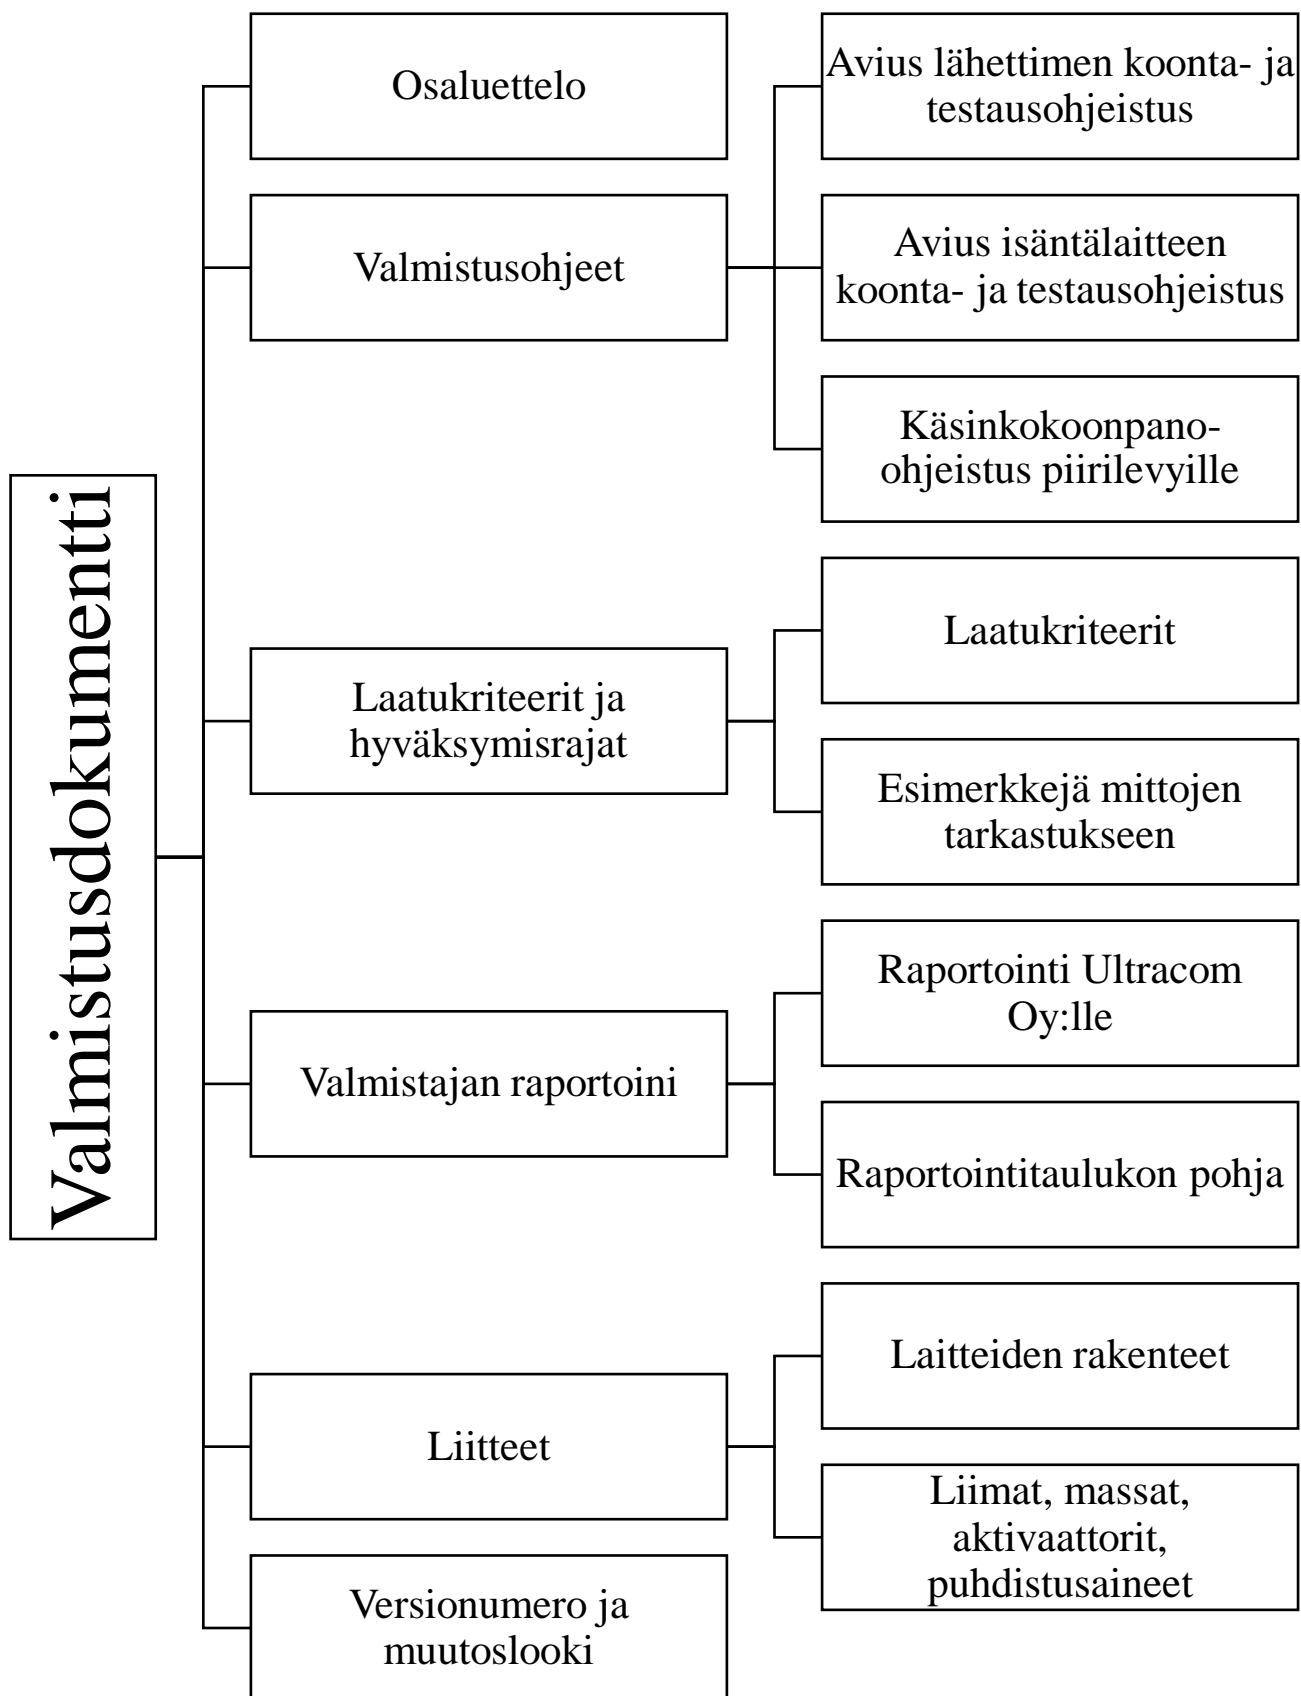 Valmistusdokumentti
Osaluettelo
Valmistusohjeet
Avius lähettimen koonta- ja
testausohjeistus
Avius isäntälaitteen
koonta- ja testausohjeistus
Käsinkokoonpano-
ohjeistus piirilevyille
Laatukriteerit ja
hyväksymisrajat
Laatukriteerit
Esimerkkejä mittojen
tarkastukseen
Valmistajan raportoini
Raportointi Ultracom
Oy:lle
Raportointitaulukon pohja
Liitteet
Laitteiden rakenteet
Liimat, massat,
aktivaattorit,
puhdistusaineet
Versionumero ja
muutoslooki